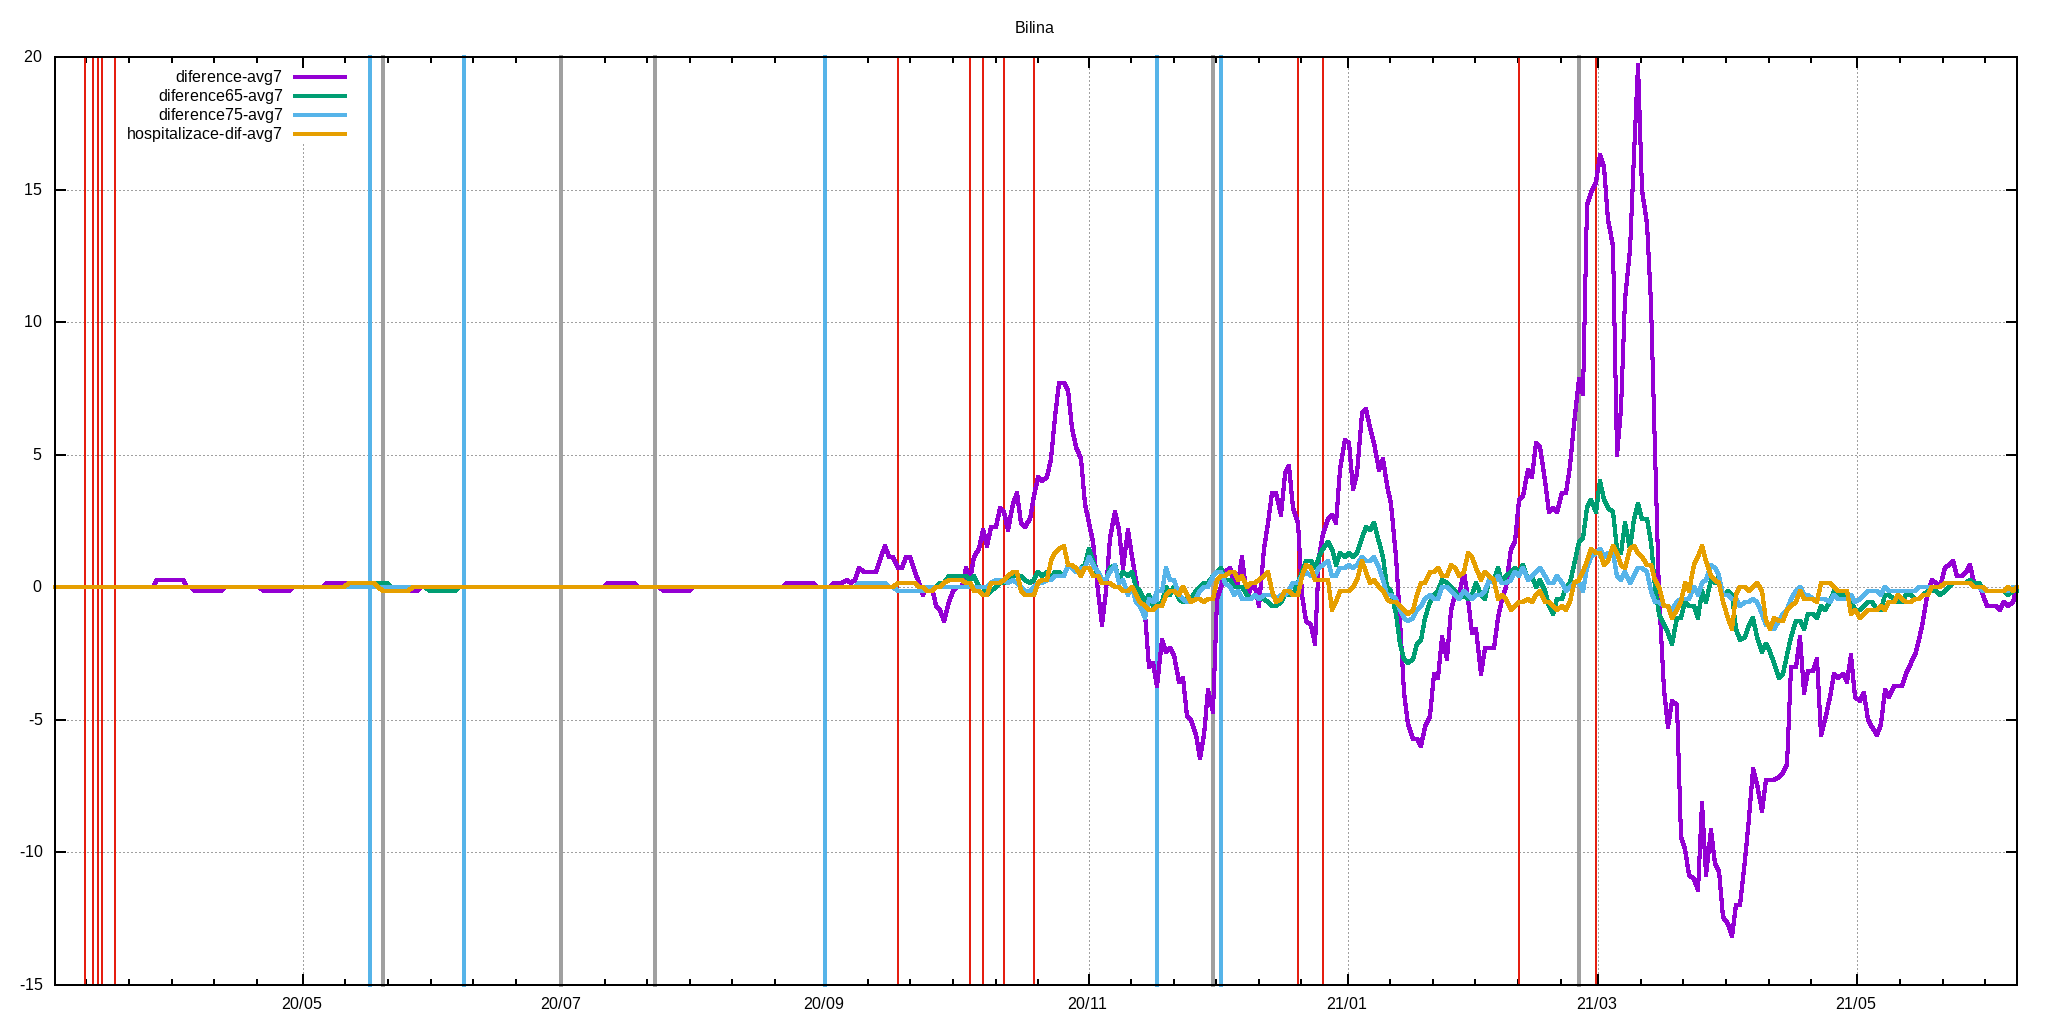 Bilina
20
diference-avg7
diference65-avg7
diference75-avg7
hospitalizace-dif-avg7
15
10
5
0
-5
-10
-15
20/05 20/07 20/09 20/11 21/01 21/03 21/05